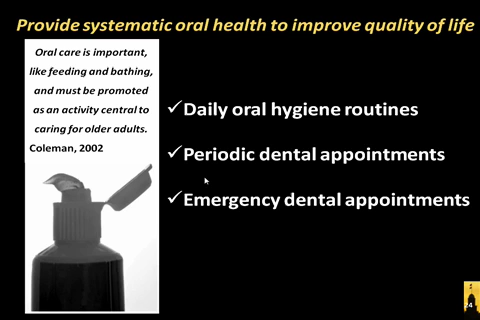 Provide systematic oral health to improve quality of life
Oral care is important,
like feeding and bathing,
and must be promoted
as an activity central to
caring for older adults.
Coleman, 2002
✓Daily oral hygiene routines
✓Periodic dental appointments
✓Emergency dental appointments
24